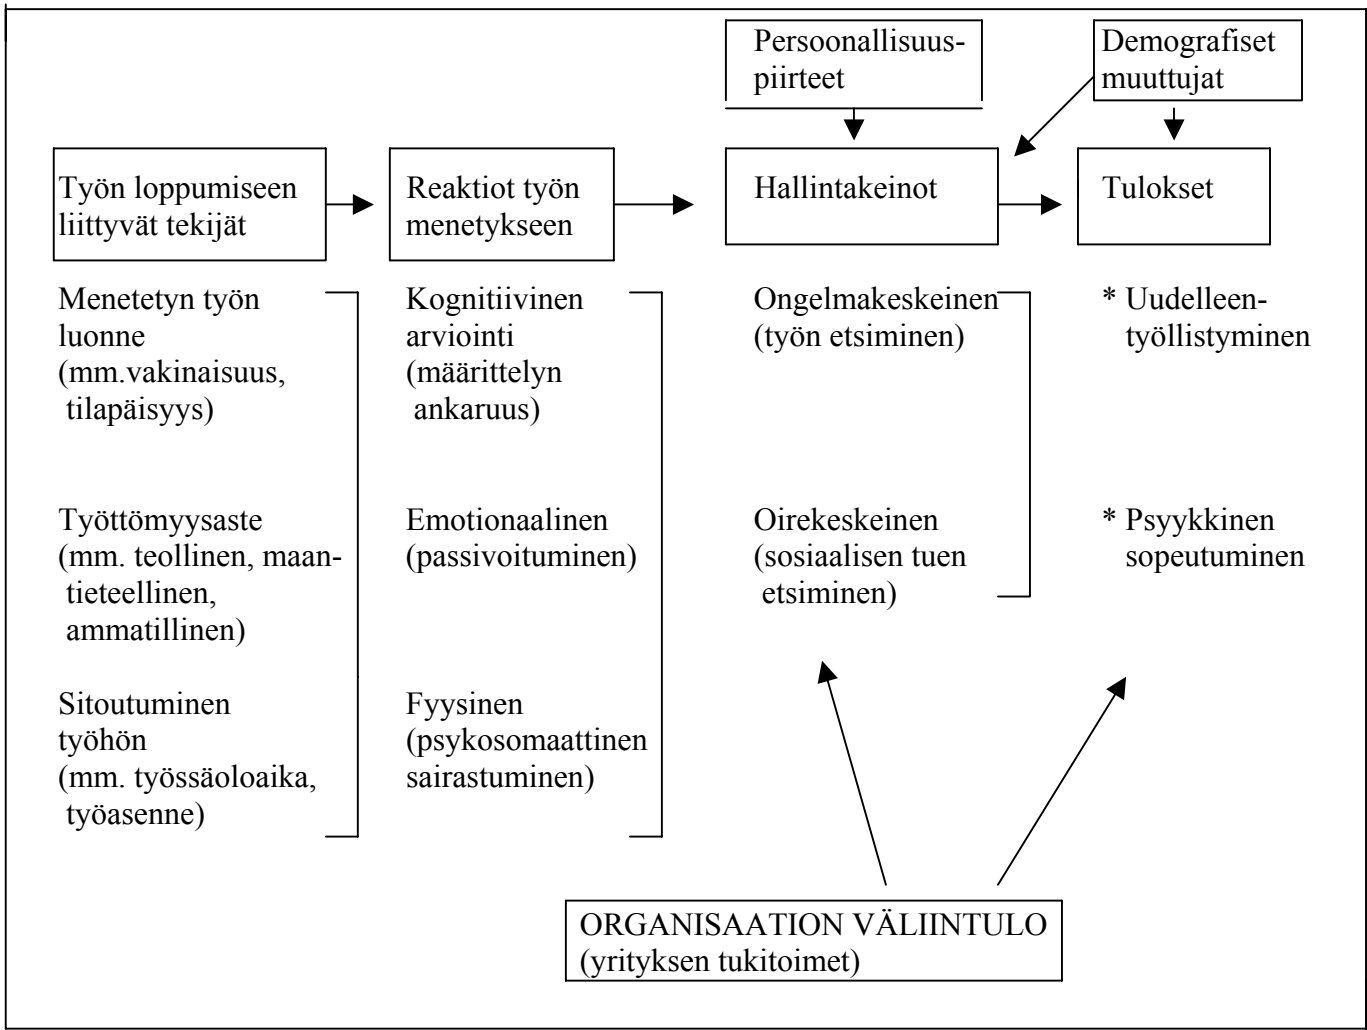 Persoonallisuus-
piirteet
Demografiset
muuttujat
Työn loppumiseen
liittyvät tekijät
Reaktiot työn
menetykseen
Hallintakeinot
Tulokset
Menetetyn työn
luonne
(mm.vakinaisuus,
tilapäisyys)
Työttömyysaste
(mm. teollinen, maan-
tieteellinen,
ammatillinen)
Sitoutuminen
työhön
(mm. työssäoloaika,
työasenne)
Kognitiivinen
arviointi
(määrittelyn
ankaruus)
Emotionaalinen
(passivoituminen)
Fyysinen
(psykosomaattinen
sairastuminen)
Ongelmakeskeinen
(työn etsiminen)
Oirekeskeinen
(sosiaalisen tuen
etsiminen)
* Uudelleen-
työllistyminen
* Psyykkinen
sopeutuminen
ORGANISAATION VÄLIINTULO
(yrityksen tukitoimet)